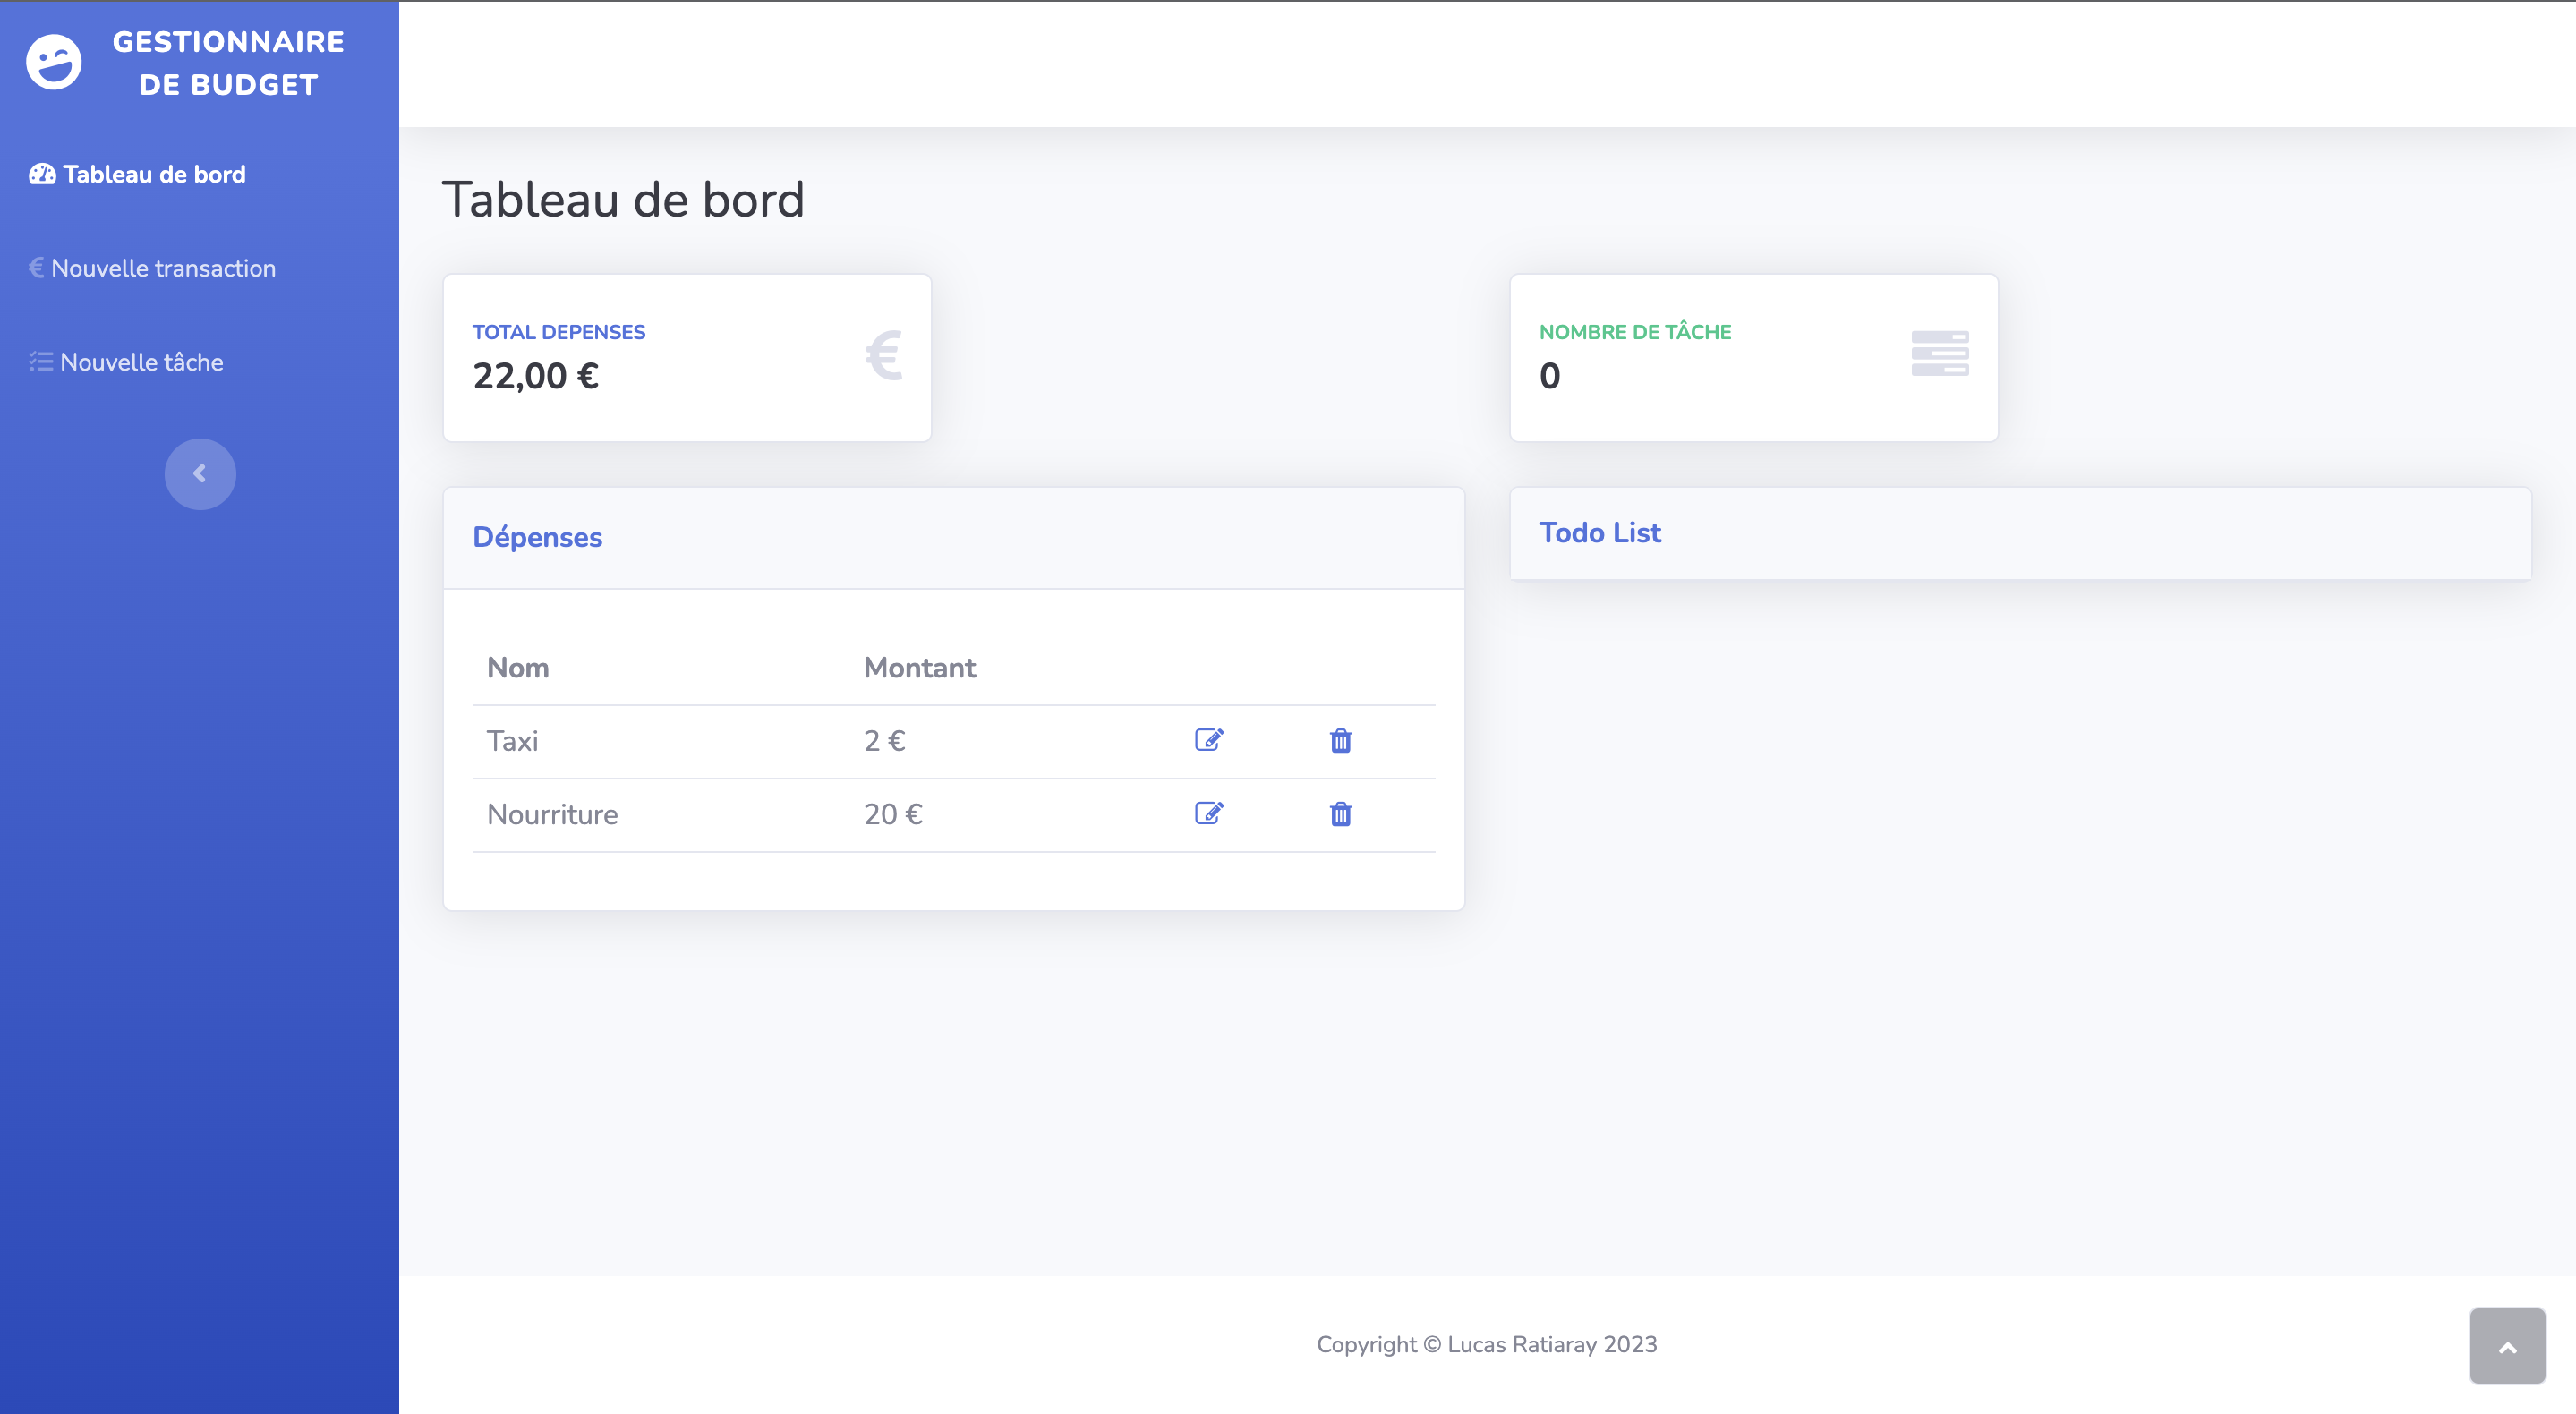 GESTIONNAIRE
DE BUDGET
Tableau de bord
€ Nouvelle transaction
Nouvelle tâche
Tableau de bord
TOTAL DEPENSES
22,00 €
€
NOMBRE DE TÂCHE
0
Dépenses
Nom Montant
Taxi 2 €
Nourriture 20 €
Todo List
Copyright © Lucas Ratiaray 2023